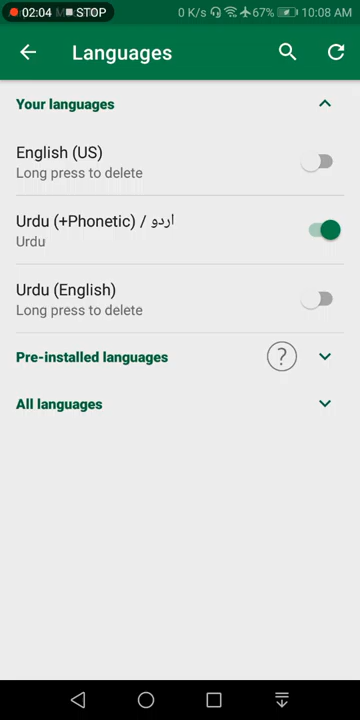 02:04 STOP 0 K/s 67% 10:08 AM
Languages
Your languages
English (US)
Long press to delete
Urdu (+Phonetic) / اردو
Urdu
Urdu (English)
Long press to delete
Pre-installed languages ?
All languages